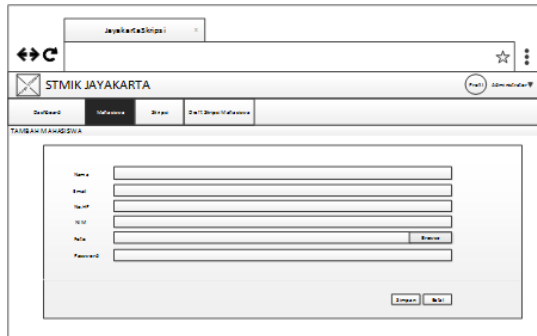 JayakartaSkripsi ×
STMIK JAYAKARTA
Profil Administrator
Dashboard Mahasiswa Skripsi Draft Skripsi Mahasiswa
TAMBAH MAHASISWA
Nama
Email
No.HP
NIM
Foto Browse
Password
Simpan Batal